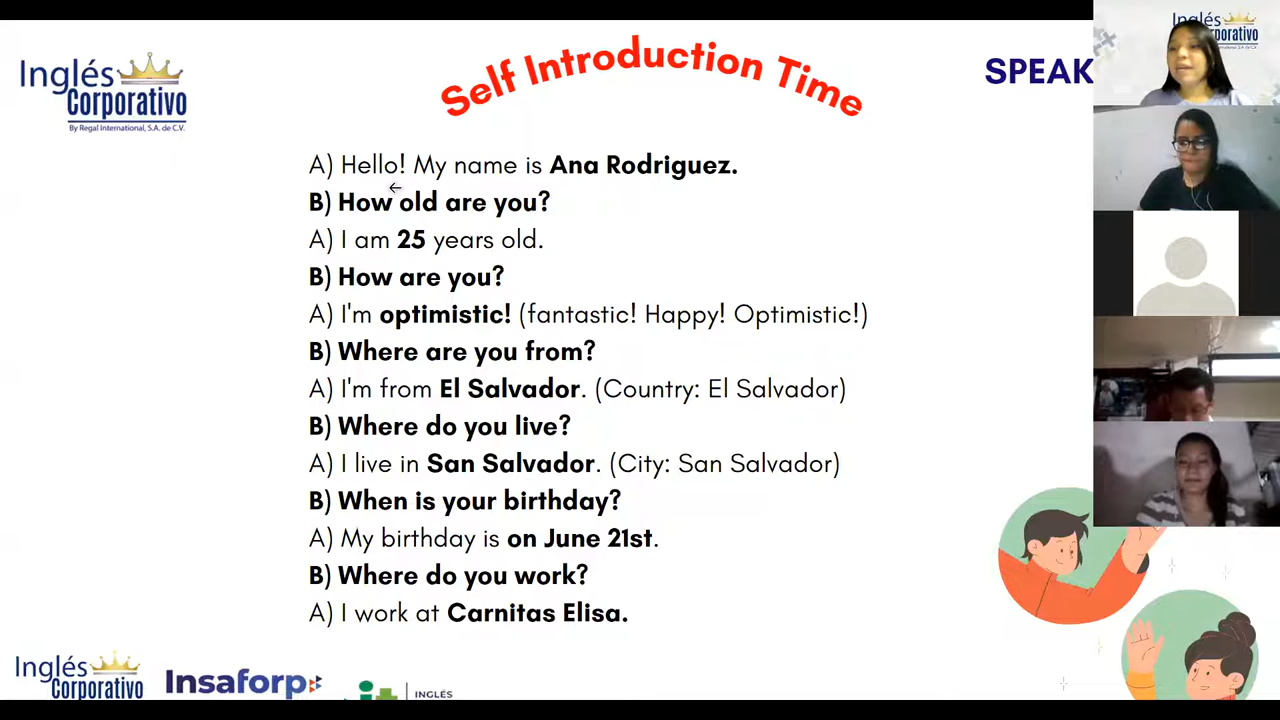 Inglés
Corporativo
By Regal International, S.A. de C.V.
Self Introduction Time
SPEAK
Inglés
Corporativo
A) Hello! My name is Ana Rodriguez.
B) How old are you?
A) I am 25 years old.
B) How are you?
A) I'm optimistic! (fantastic! Happy! Optimistic!)
B) Where are you from?
A) I'm from El Salvador. (Country: El Salvador)
B) Where do you live?
A) I live in San Salvador. (City: San Salvador)
B) When is your birthday?
A) My birthday is on June 21st.
B) Where do you work?
A) I work at Carnitas Elisa.
Inglés
Corporativo
Insaforp
INGLÉS